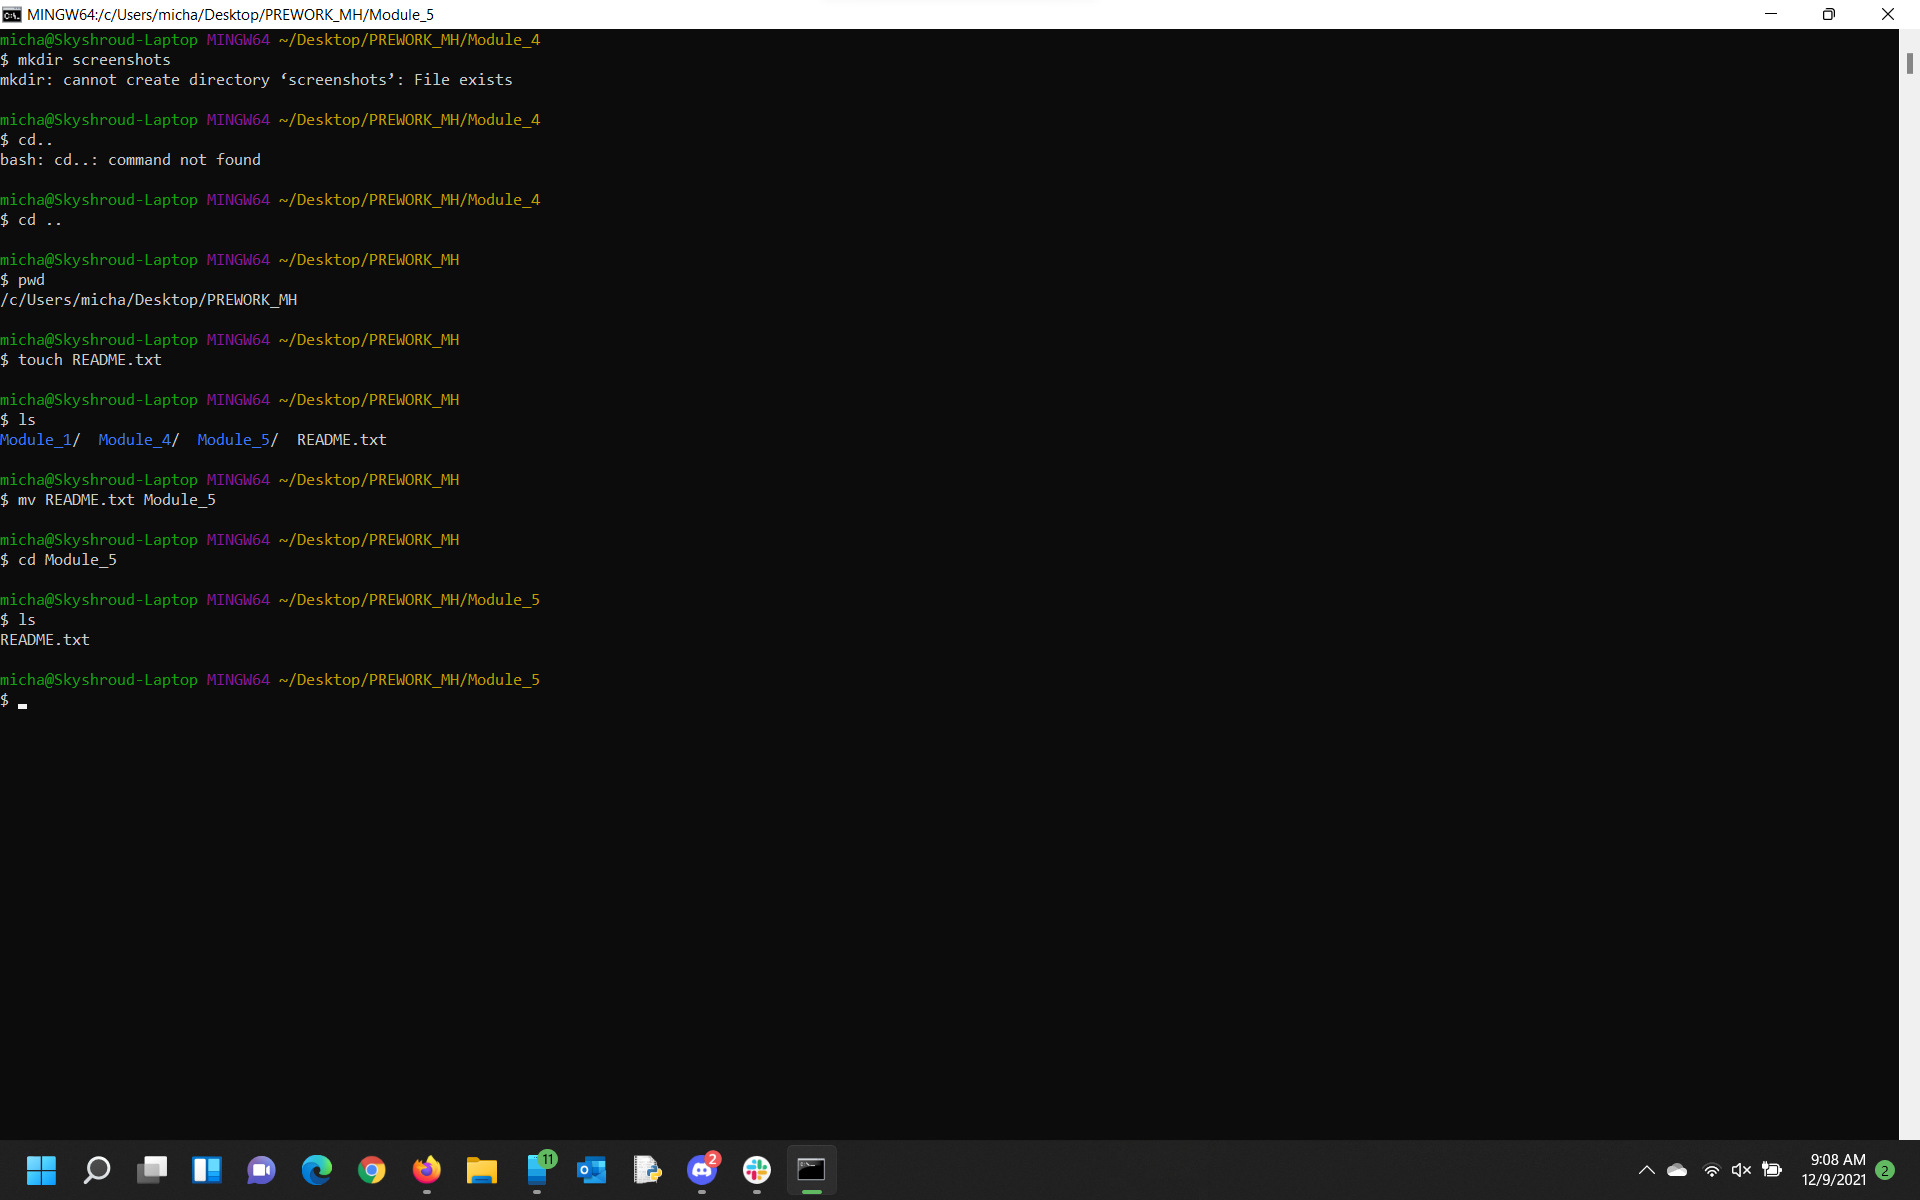 MINGW64:/c/Users/micha/Desktop/PREWORK_MH/Module_5
micha@Skyshroud-Laptop MINGW64 ~/Desktop/PREWORK_MH/Module_4
$ mkdir screenshots
mkdir: cannot create directory ‘screenshots’: File exists
micha@Skyshroud-Laptop MINGW64 ~/Desktop/PREWORK_MH/Module_4
$ cd..
bash: cd..: command not found
micha@Skyshroud-Laptop MINGW64 ~/Desktop/PREWORK_MH/Module_4
$ cd ..
micha@Skyshroud-Laptop MINGW64 ~/Desktop/PREWORK_MH
$ pwd
/c/Users/micha/Desktop/PREWORK_MH
micha@Skyshroud-Laptop MINGW64 ~/Desktop/PREWORK_MH
$ touch README.txt
micha@Skyshroud-Laptop MINGW64 ~/Desktop/PREWORK_MH
$ ls
Module_1/  Module_4/  Module_5/  README.txt
micha@Skyshroud-Laptop MINGW64 ~/Desktop/PREWORK_MH
$ mv README.txt Module_5
micha@Skyshroud-Laptop MINGW64 ~/Desktop/PREWORK_MH
$ cd Module_5
micha@Skyshroud-Laptop MINGW64 ~/Desktop/PREWORK_MH/Module_5
$ ls
README.txt
micha@Skyshroud-Laptop MINGW64 ~/Desktop/PREWORK_MH/Module_5
$
11
2
9:08 AM
12/9/2021
2